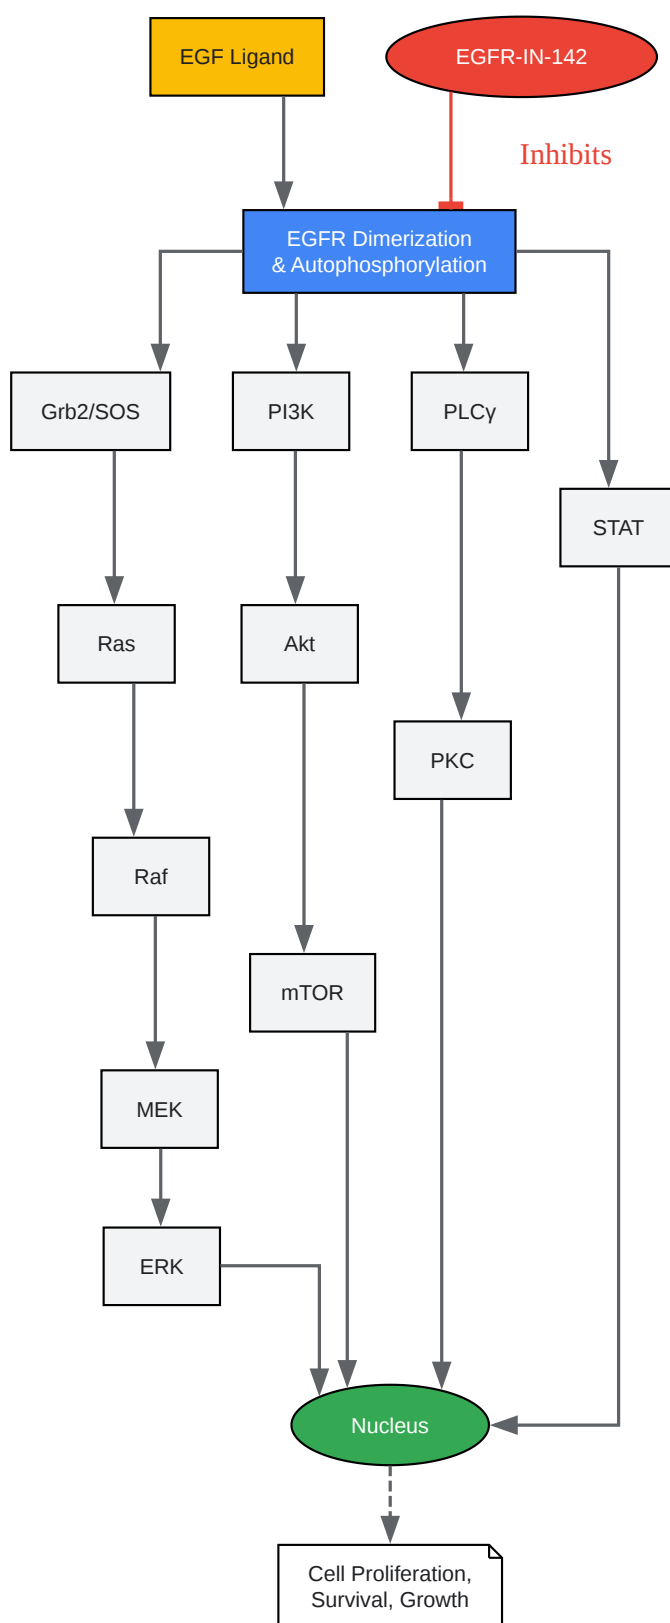 EGF Ligand
EGFR-IN-142
Inhibits
EGFR Dimerization
& Autophosphorylation
Grb2/SOS
PI3K
PLCγ
STAT
Ras
Akt
PKC
Raf
mTOR
MEK
ERK
Nucleus
Cell Proliferation,
Survival, Growth